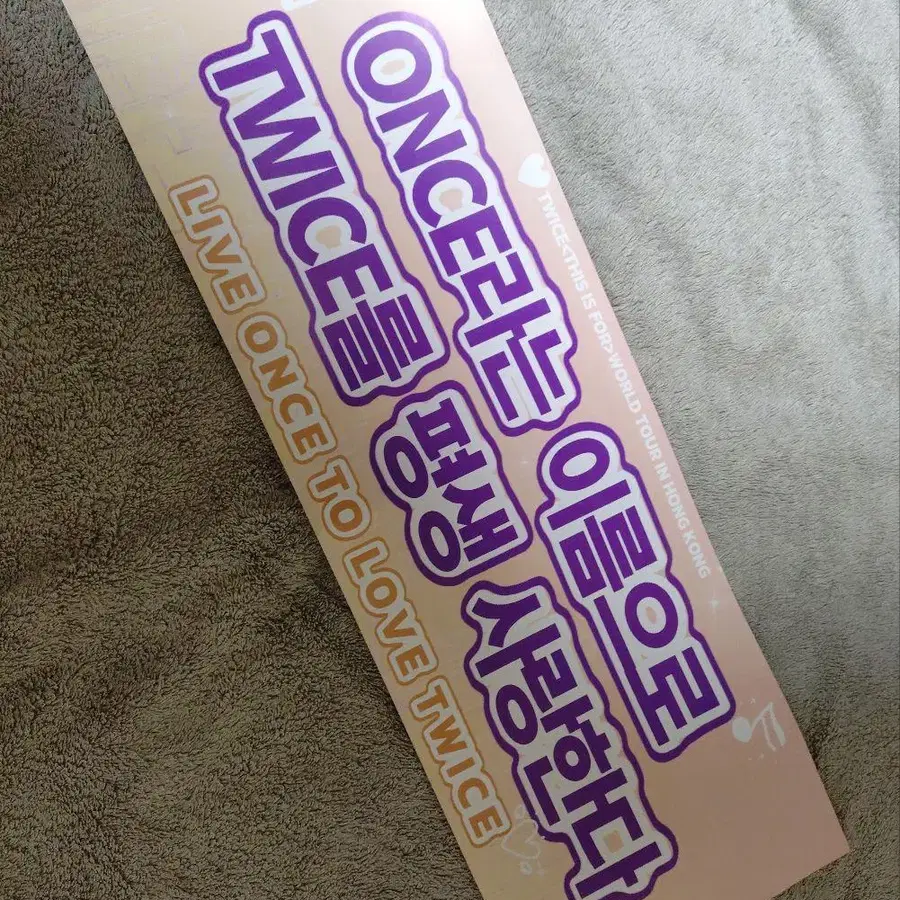 TWICE<THIS IS FOR>WORLD TOUR IN HONG KONG
ONCE라는 이름으로
TWICE를 평생 사랑한다
LIVE ONCE TO LOVE TWICE